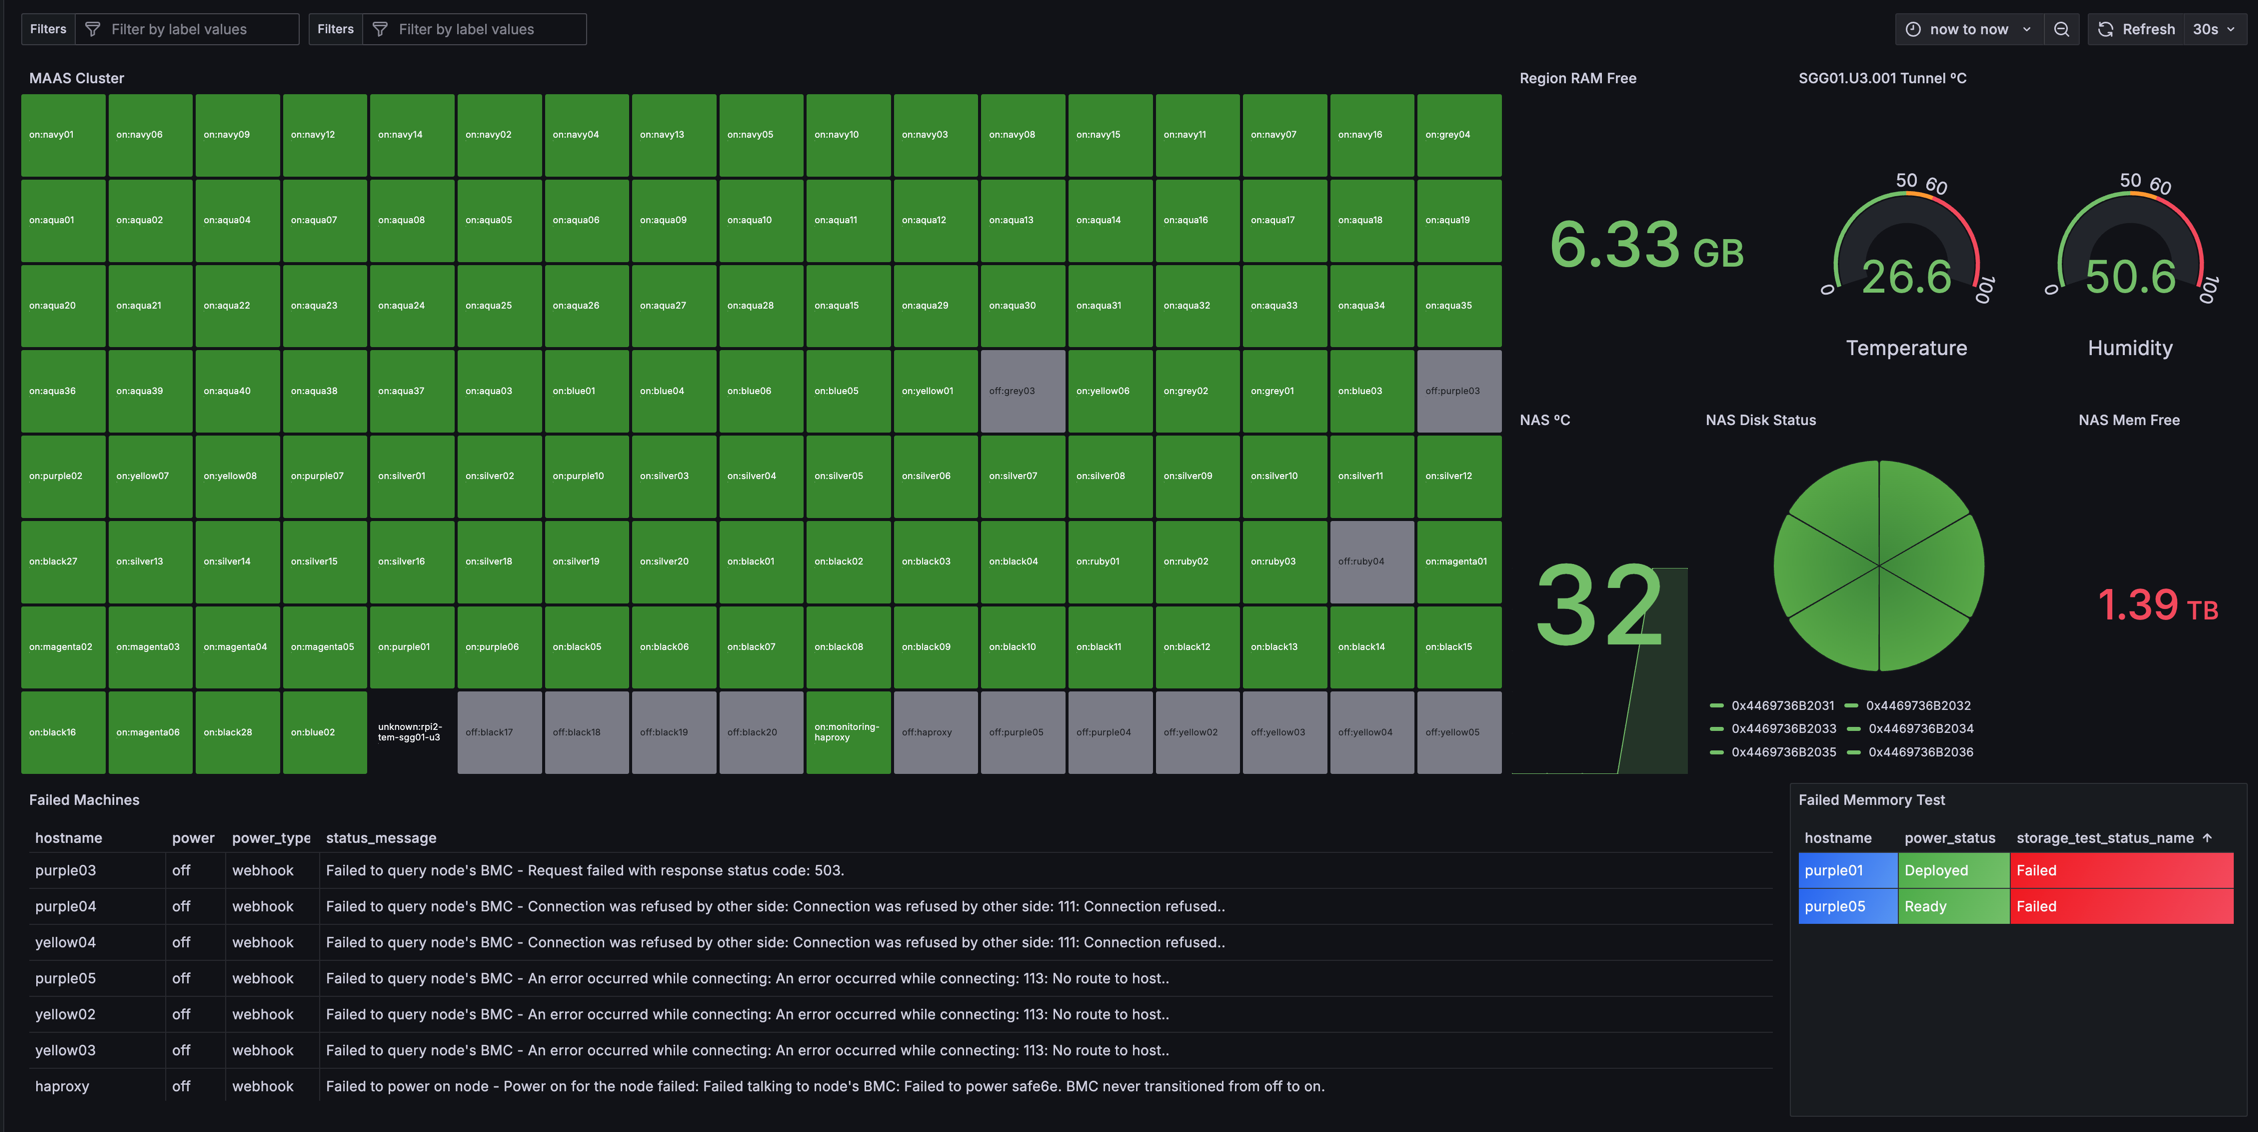 Filters Filter by label values Filters Filter by label values now to now Refresh 30s
MAAS Cluster
on:navy01 on:navy06 on:navy09 on:navy12 on:navy14 on:navy02 on:navy04 on:navy13 on:navy05 on:navy10 on:navy03 on:navy08 on:navy15 on:navy11 on:navy07 on:navy16 on:grey04
on:aqua01 on:aqua02 on:aqua04 on:aqua07 on:aqua08 on:aqua05 on:aqua06 on:aqua09 on:aqua10 on:aqua11 on:aqua12 on:aqua13 on:aqua14 on:aqua16 on:aqua17 on:aqua18 on:aqua19
on:aqua20 on:aqua21 on:aqua22 on:aqua23 on:aqua24 on:aqua25 on:aqua26 on:aqua27 on:aqua28 on:aqua15 on:aqua29 on:aqua30 on:aqua31 on:aqua32 on:aqua33 on:aqua34 on:aqua35
on:aqua36 on:aqua39 on:aqua40 on:aqua38 on:aqua37 on:aqua03 on:blue01 on:blue04 on:blue06 on:blue05 on:yellow01 off:grey03 on:yellow06 on:grey02 on:grey01 on:blue03 off:purple03
on:purple02 on:yellow07 on:yellow08 on:purple07 on:silver01 on:silver02 on:purple10 on:silver03 on:silver04 on:silver05 on:silver06 on:silver07 on:silver08 on:silver09 on:silver10 on:silver11 on:silver12
on:black27 on:silver13 on:silver14 on:silver15 on:silver16 on:silver18 on:silver19 on:silver20 on:black01 on:black02 on:black03 on:black04 on:ruby01 on:ruby02 on:ruby03 off:ruby04 on:magenta01
on:magenta02 on:magenta03 on:magenta04 on:magenta05 on:purple01 on:purple06 on:black05 on:black06 on:black07 on:black08 on:black09 on:black10 on:black11 on:black12 on:black13 on:black14 on:black15
on:black16 on:magenta06 on:black28 on:blue02 unknown:rpi2-
tem-sgg01-u3 off:black17 off:black18 off:black19 off:black20 on:monitoring-
haproxy off:haproxy off:purple05 off:purple04 off:yellow02 off:yellow03 off:yellow04 off:yellow05
Region RAM Free
6.33 GB
SGG01.U3.001 Tunnel ºC
0 50 60 100
26.6
Temperature
0 50 60 100
50.6
Humidity
NAS ºC
32
NAS Disk Status
0x4469736B2031 0x4469736B2032
0x4469736B2033 0x4469736B2034
0x4469736B2035 0x4469736B2036
NAS Mem Free
1.39 TB
Failed Machines
hostname power power_type status_message
purple03 off webhook Failed to query node's BMC - Request failed with response status code: 503.
purple04 off webhook Failed to query node's BMC - Connection was refused by other side: Connection was refused by other side: 111: Connection refused..
yellow04 off webhook Failed to query node's BMC - Connection was refused by other side: Connection was refused by other side: 111: Connection refused..
purple05 off webhook Failed to query node's BMC - An error occurred while connecting: An error occurred while connecting: 113: No route to host..
yellow02 off webhook Failed to query node's BMC - An error occurred while connecting: An error occurred while connecting: 113: No route to host..
yellow03 off webhook Failed to query node's BMC - An error occurred while connecting: An error occurred while connecting: 113: No route to host..
haproxy off webhook Failed to power on node - Power on for the node failed: Failed talking to node's BMC: Failed to power safe6e. BMC never transitioned from off to on.
Failed Memmory Test
hostname power_status storage_test_status_name
purple01 Deployed Failed
purple05 Ready Failed